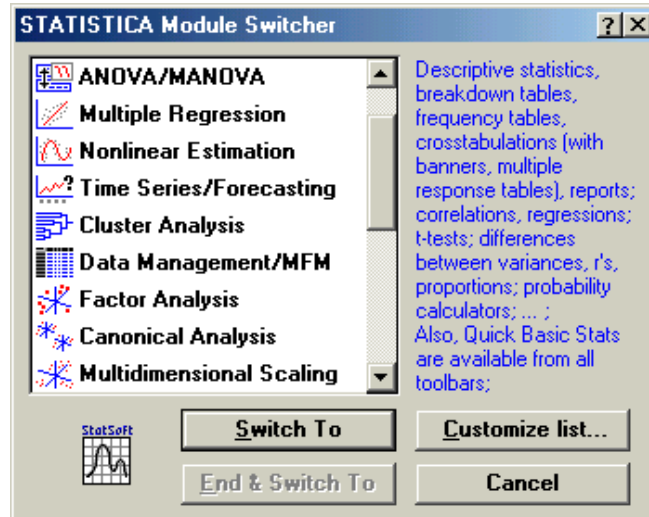 STATISTICA Module Switcher
ANOVA/MANOVA
Multiple Regression
Nonlinear Estimation
Time Series/Forecasting
Cluster Analysis
Data Management/MFM
Factor Analysis
Canonical Analysis
Multidimensional Scaling
Descriptive statistics,
breakdown tables,
frequency tables,
crosstabulations (with
banners, multiple
response tables), reports;
correlations, regressions;
t-tests; differences
between variances, r's,
proportions; probability
calculators; ... ;
Also, Quick Basic Stats
are available from all
toolbars;
StatSoft
Switch To
Customize list...
End & Switch To
Cancel